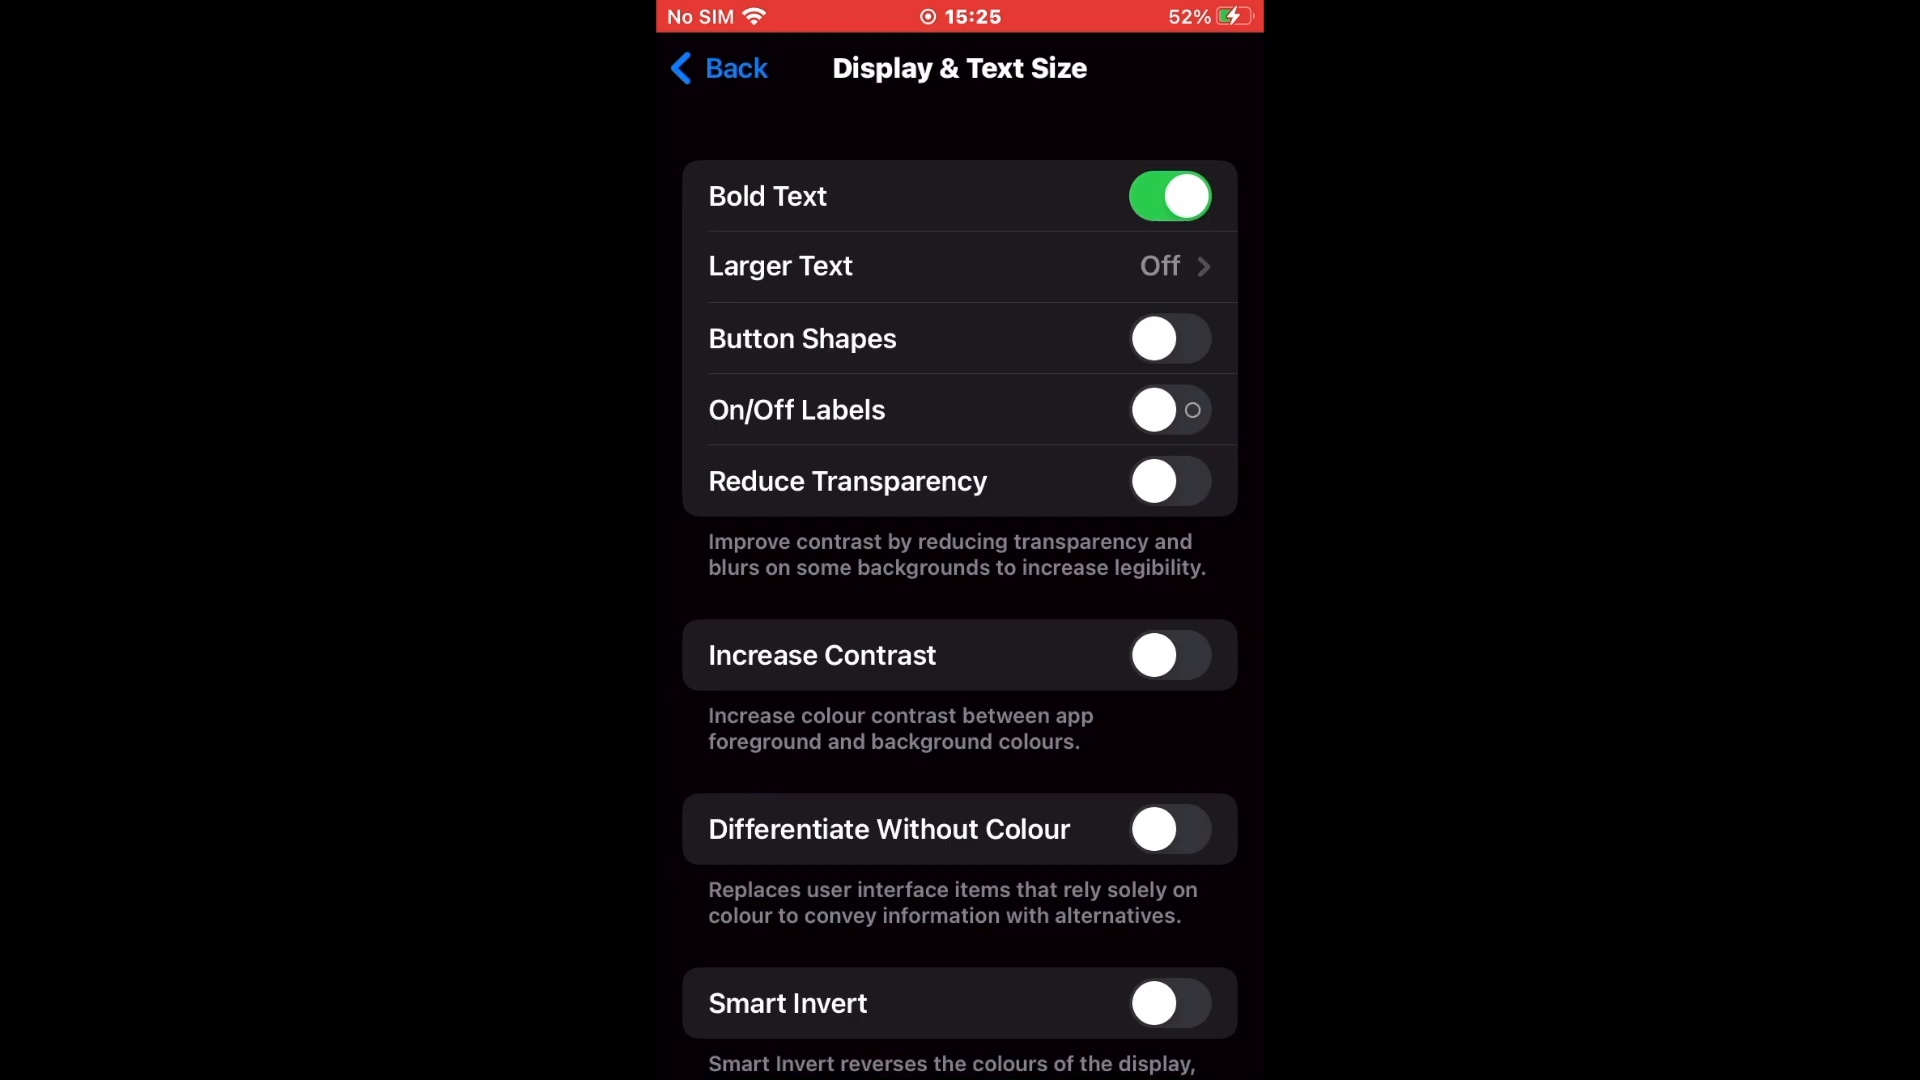 No SIM 15:25 52%
Back Display & Text Size
Bold Text
Larger Text Off
Button Shapes
On/Off Labels
Reduce Transparency
Improve contrast by reducing transparency and
blurs on some backgrounds to increase legibility.
Increase Contrast
Increase colour contrast between app
foreground and background colours.
Differentiate Without Colour
Replaces user interface items that rely solely on
colour to convey information with alternatives.
Smart Invert
Smart Invert reverses the colours of the display,